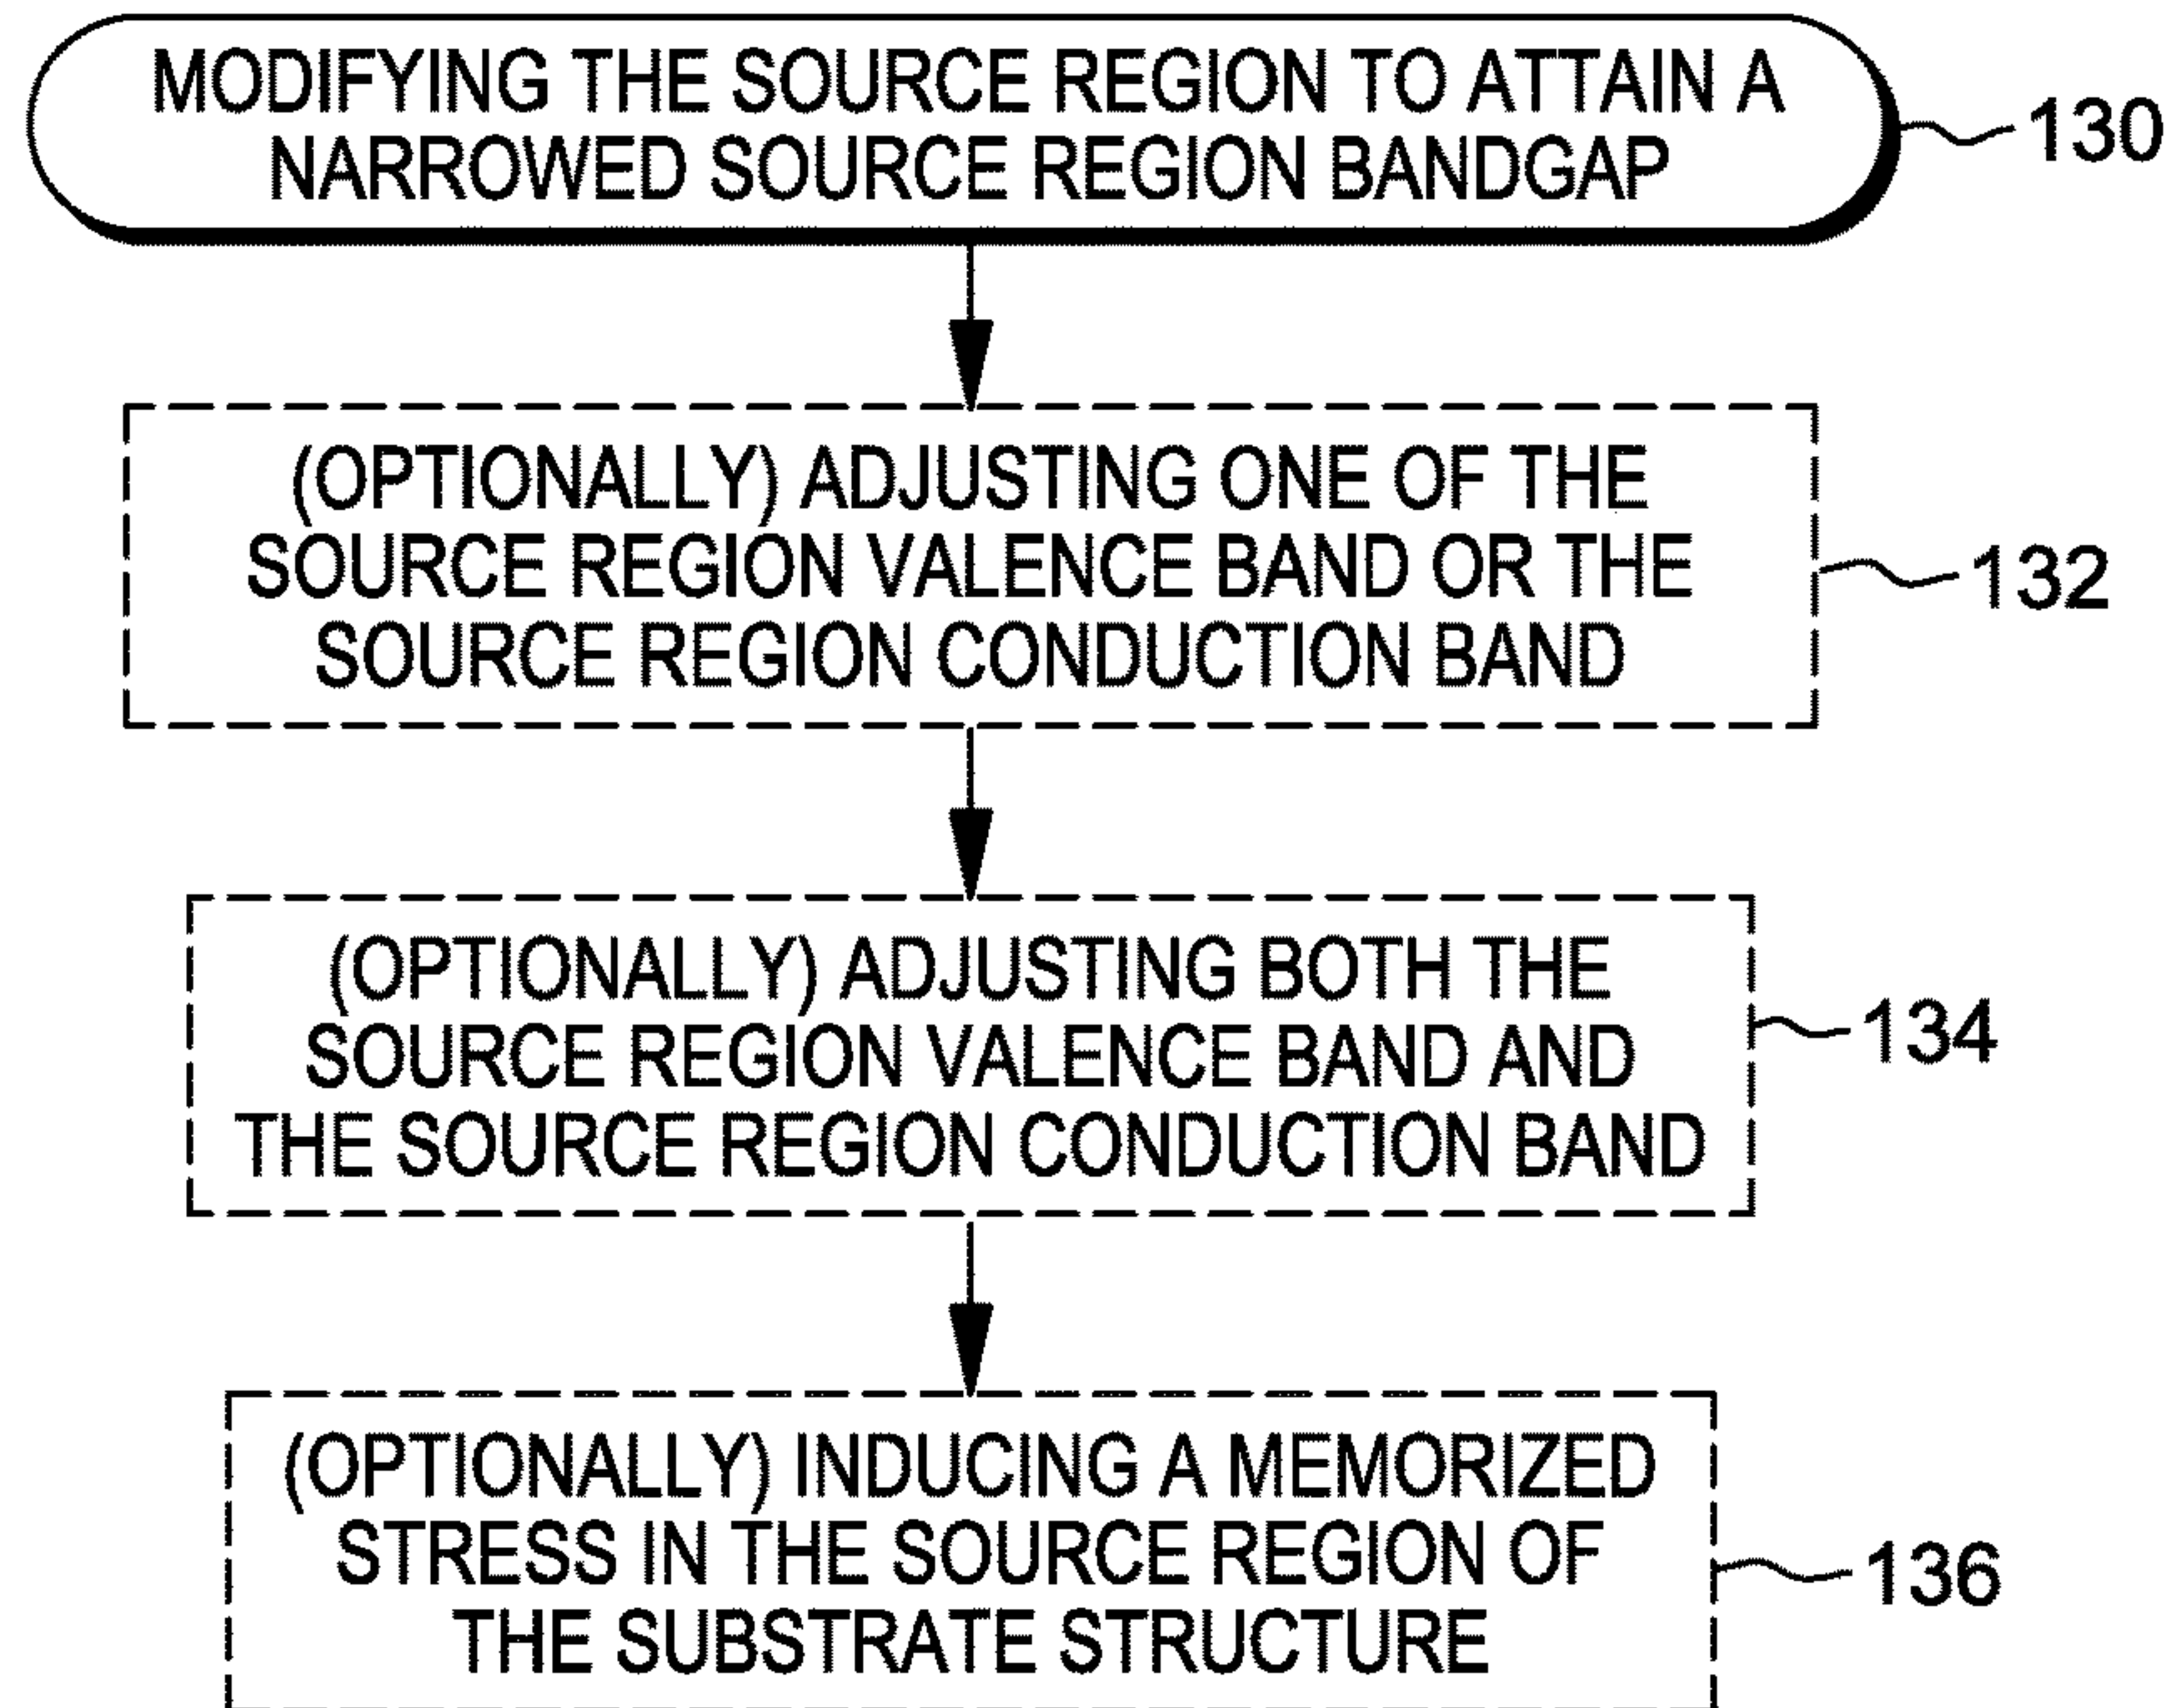 MODIFYING THE SOURCE REGION TO ATTAIN A
NARROWED SOURCE REGION BANDGAP
130
(OPTIONALLY) ADJUSTING ONE OF THE
SOURCE REGION VALENCE BAND OR THE
SOURCE REGION CONDUCTION BAND
132
(OPTIONALLY) ADJUSTING BOTH THE
SOURCE REGION VALENCE BAND AND
THE SOURCE REGION CONDUCTION BAND
134
(OPTIONALLY) INDUCING A MEMORIZED
STRESS IN THE SOURCE REGION OF
THE SUBSTRATE STRUCTURE
136